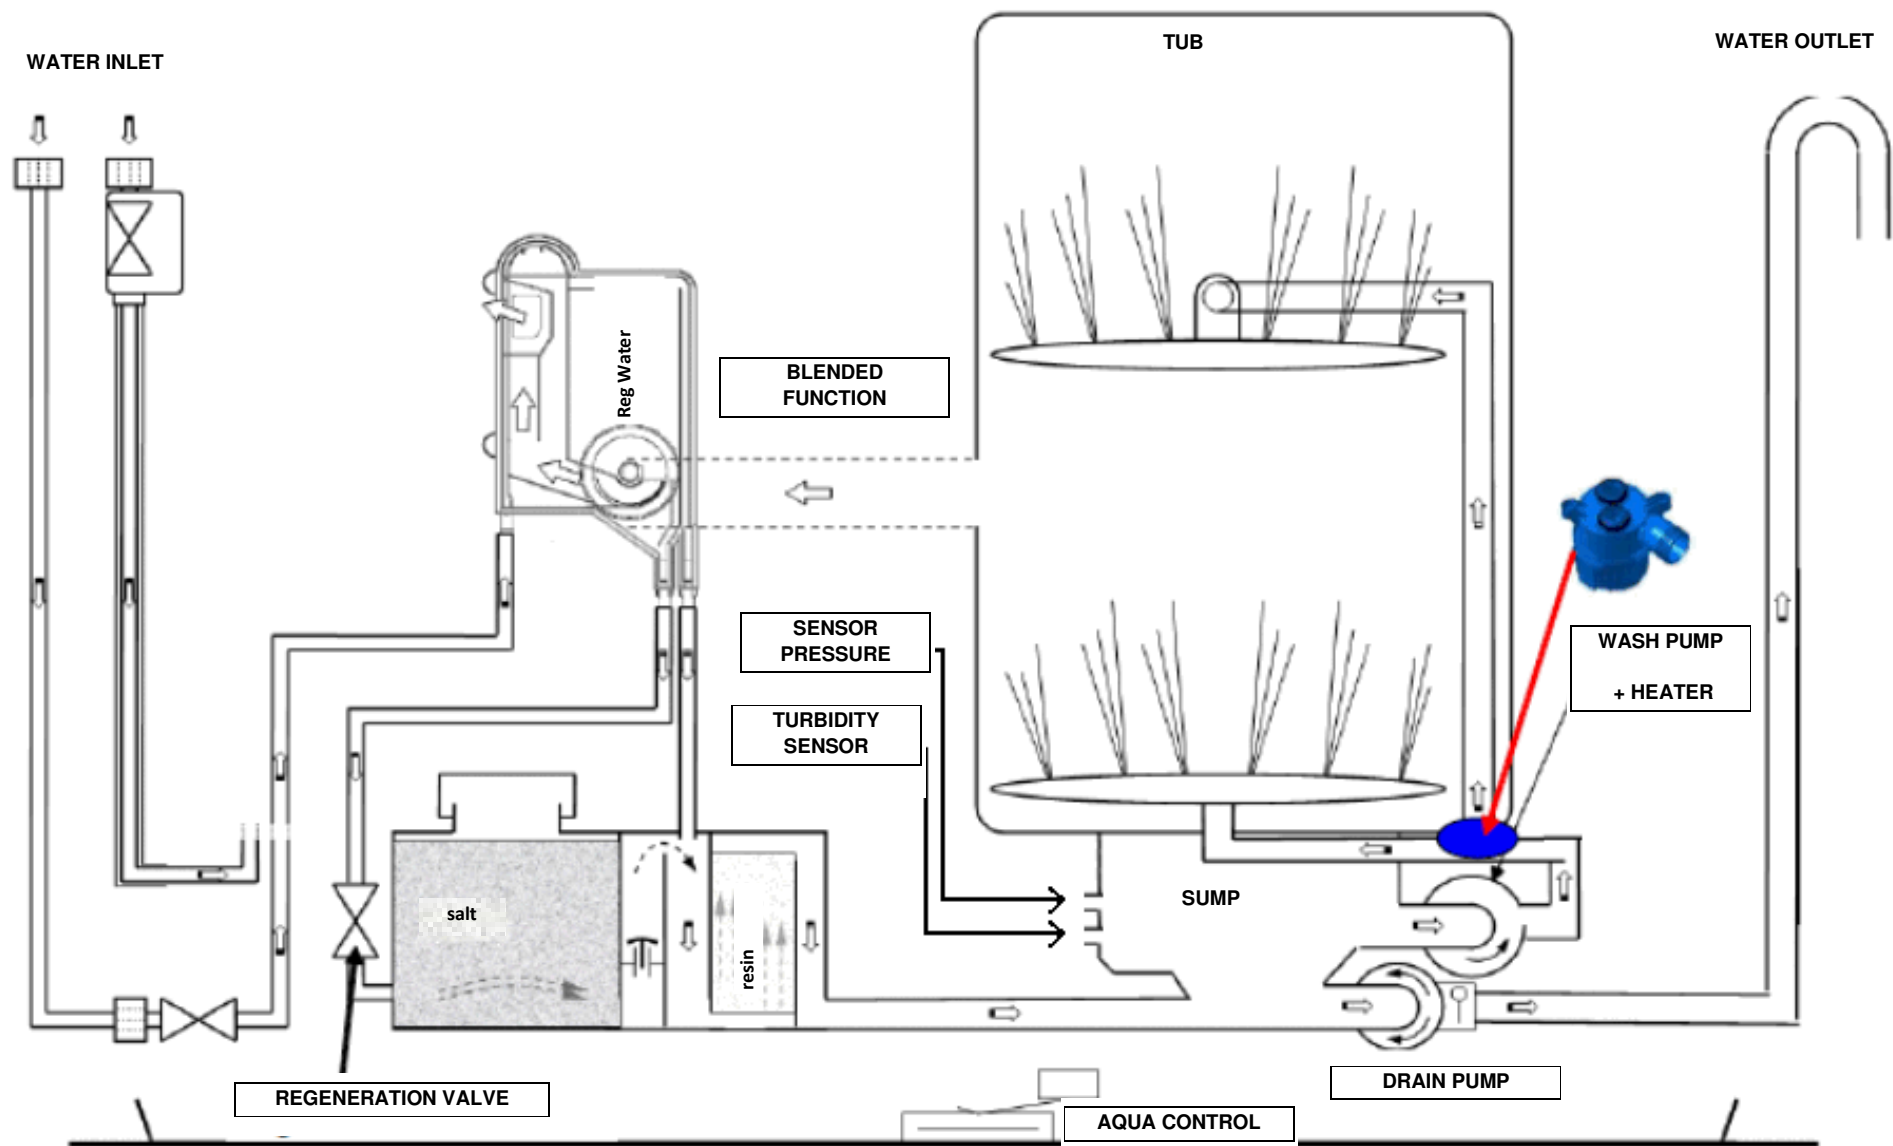 TUB
WATER OUTLET
WATER INLET
Reg Water
BLENDED
FUNCTION
SENSOR
PRESSURE
WASH PUMP
+ HEATER
TURBIDITY
SENSOR
SUMP
salt
resin
DRAIN PUMP
REGENERATION VALVE
AQUA CONTROL